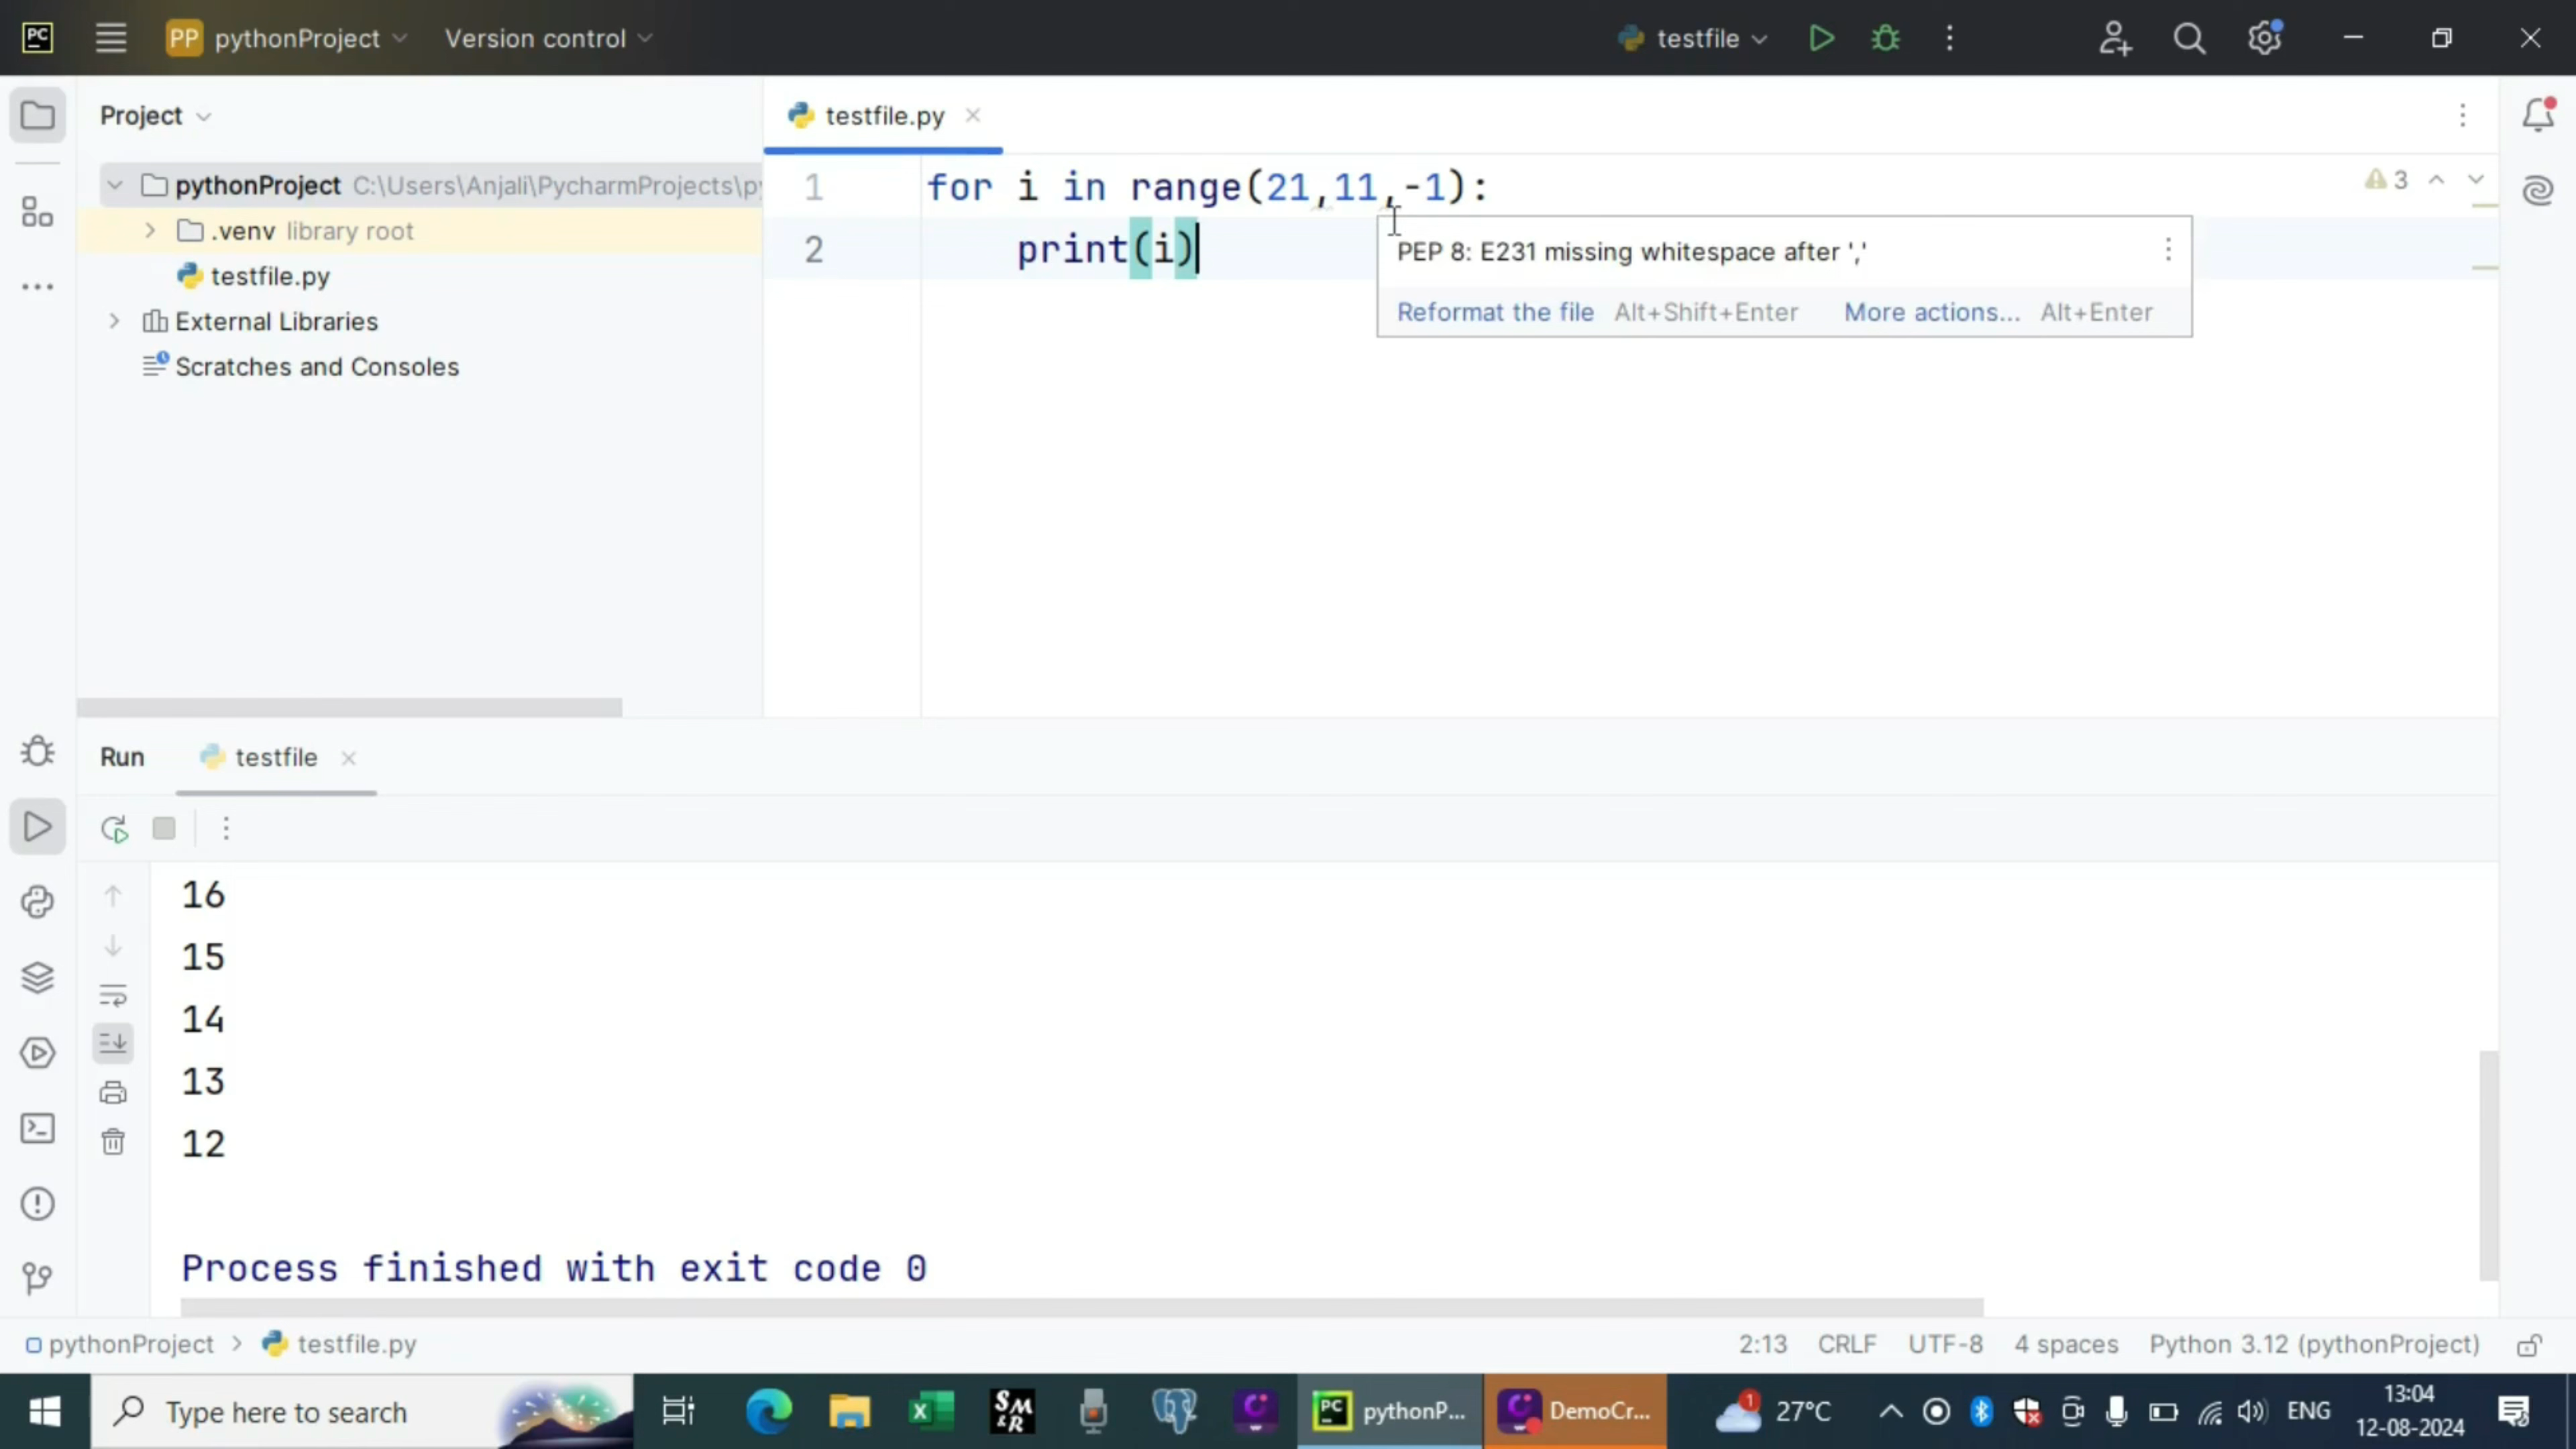 PC
PP pythonProject Version control testfile
Project
testfile.py
pythonProject C:\Users\Anjali\PycharmProjects\p
.venv library root
testfile.py
External Libraries
Scratches and Consoles
1 for i in range(21,11,-1):
2 print(i)
3
PEP 8: E231 missing whitespace after ','
Reformat the file Alt+Shift+Enter More actions... Alt+Enter
Run testfile
16
15
14
13
12
Process finished with exit code 0
pythonProject > testfile.py 2:13 CRLF UTF-8 4 spaces Python 3.12 (pythonProject)
Type here to search SM&R PC pythonP... DemoCr... 1 27°C ENG 13:04
12-08-2024